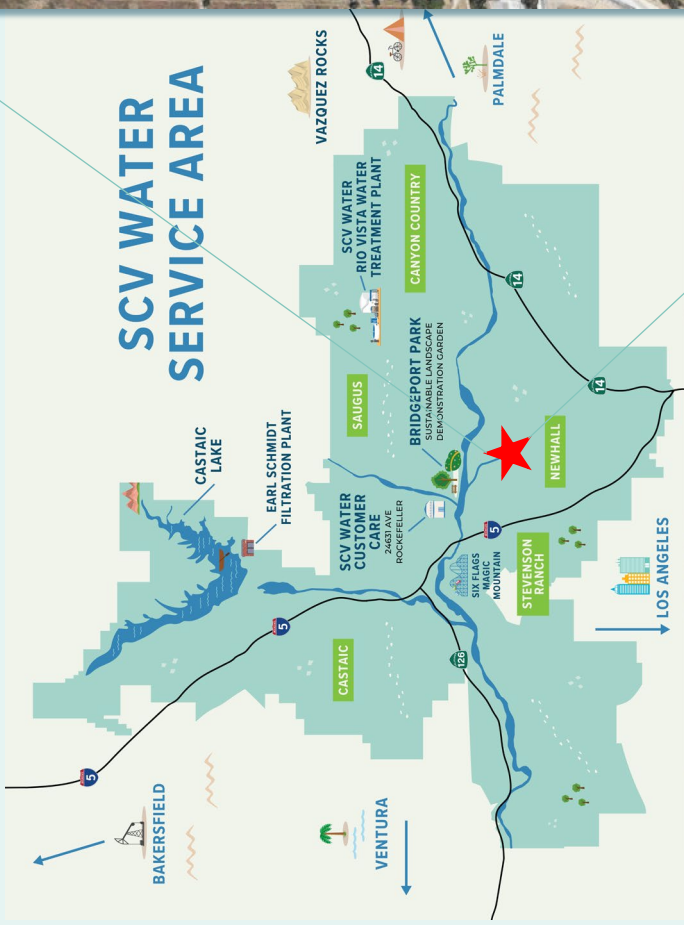 SCV WATER
SERVICE AREA
VAZQUEZ ROCKS
14
PALMDALE
SCV WATER
RIO VISTA WATER
TREATMENT PLANT
CANYON COUNTRY
14
14
BRIDGEPORT PARK
SUSTAINABLE LANDSCAPE
DEMONSTRATION GARDEN
SAUGUS
NEWHALL
CASTAIC
LAKE
EARL SCHMIDT
FILTRATION PLANT
SCV WATER
CUSTOMER
CARE
24631 AVE
ROCKEFELLER
5
SIX FLAGS
MAGIC
MOUNTAIN
STEVENSON
RANCH
LOS ANGELES
5
CASTAIC
126
5
BAKERSFIELD
VENTURA